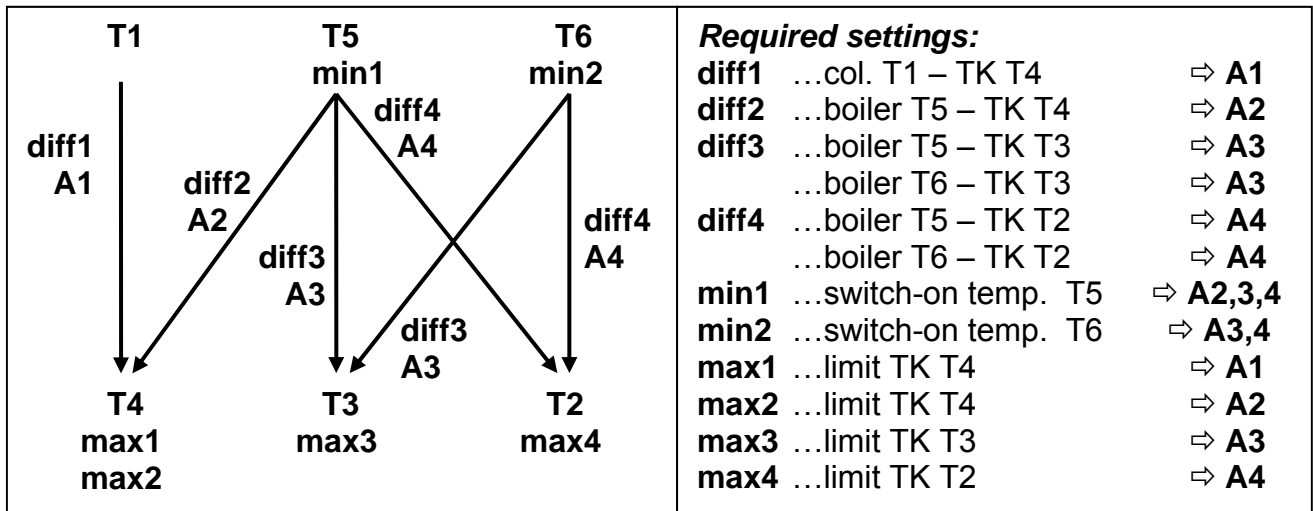 T1 T5 T6
min1 min2
diff4
A4
diff1
A1
diff2
A2
diff4
A4
diff3
A3
diff3
A3
T4 T3 T2
max1 max3 max4
max2
Required settings:
diff1 …col. T1 – TK T4 ⇨ A1
diff2 …boiler T5 – TK T4 ⇨ A2
diff3 …boiler T5 – TK T3 ⇨ A3
…boiler T6 – TK T3 ⇨ A3
diff4 …boiler T5 – TK T2 ⇨ A4
…boiler T6 – TK T2 ⇨ A4
min1 …switch-on temp. T5 ⇨ A2,3,4
min2 …switch-on temp. T6 ⇨ A3,4
max1 …limit TK T4 ⇨ A1
max2 …limit TK T4 ⇨ A2
max3 …limit TK T3 ⇨ A3
max4 …limit TK T2 ⇨ A4